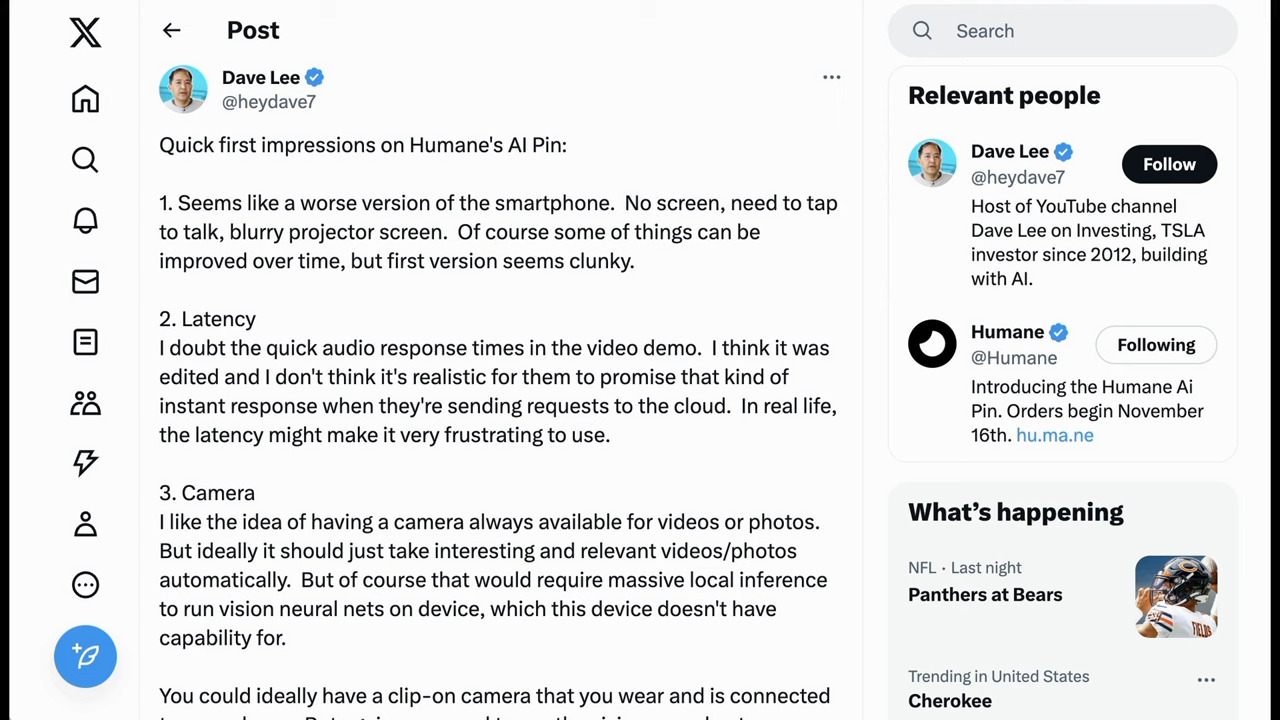 Post
Dave Lee
@heydave7
Quick first impressions on Humane's AI Pin:
1. Seems like a worse version of the smartphone.  No screen, need to tap
to talk, blurry projector screen.  Of course some of things can be
improved over time, but first version seems clunky.
2. Latency
I doubt the quick audio response times in the video demo.  I think it was
edited and I don't think it's realistic for them to promise that kind of
instant response when they're sending requests to the cloud.  In real life,
the latency might make it very frustrating to use.
3. Camera
I like the idea of having a camera always available for videos or photos.
But ideally it should just take interesting and relevant videos/photos
automatically.  But of course that would require massive local inference
to run vision neural nets on device, which this device doesn't have
capability for.
You could ideally have a clip-on camera that you wear and is connected
Search
Relevant people
Dave Lee
@heydave7
Follow
Host of YouTube channel
Dave Lee on Investing, TSLA
investor since 2012, building
with AI.
Humane
@Humane
Following
Introducing the Humane Ai
Pin. Orders begin November
16th. hu.ma.ne
What's happening
NFL · Last night
Panthers at Bears
FIELDS
Trending in United States
Cherokee